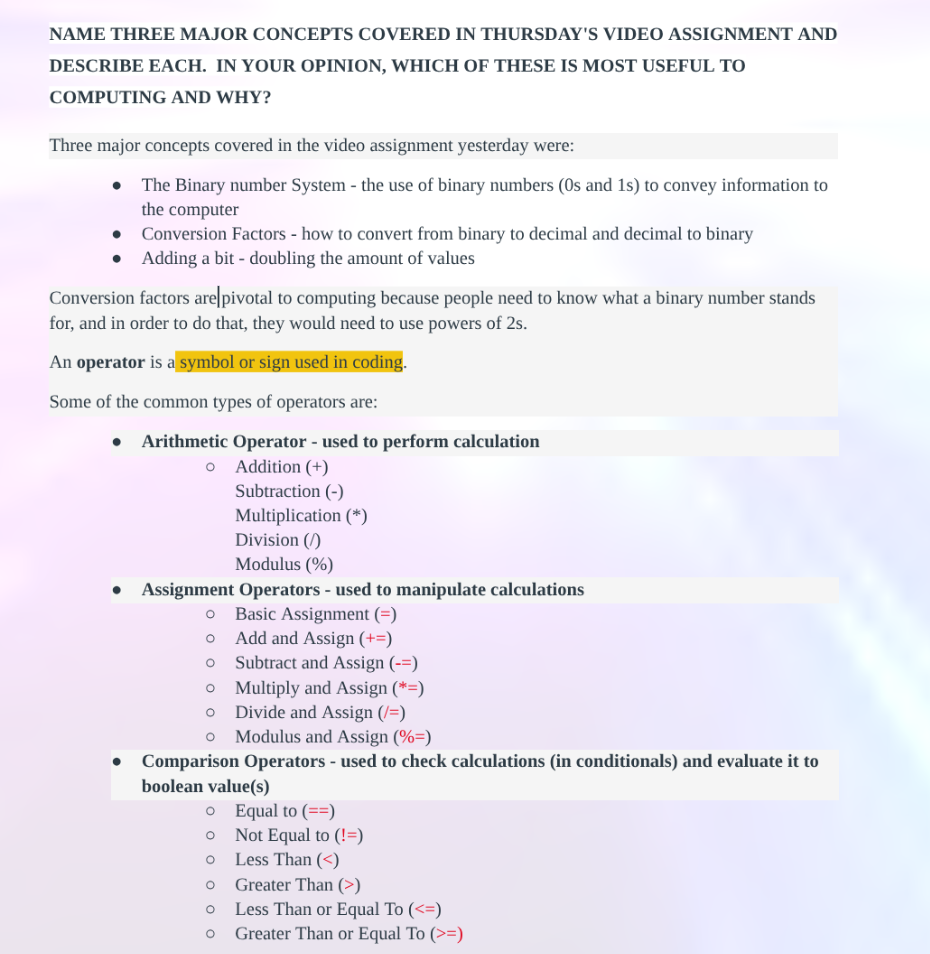 NAME THREE MAJOR CONCEPTS COVERED IN THURSDAY'S VIDEO ASSIGNMENT AND
DESCRIBE EACH.  IN YOUR OPINION, WHICH OF THESE IS MOST USEFUL TO
COMPUTING AND WHY?
Three major concepts covered in the video assignment yesterday were:
● The Binary number System - the use of binary numbers (0s and 1s) to convey information to
the computer
● Conversion Factors - how to convert from binary to decimal and decimal to binary
● Adding a bit - doubling the amount of values
Conversion factors are pivotal to computing because people need to know what a binary number stands
for, and in order to do that, they would need to use powers of 2s.
An operator is a symbol or sign used in coding.
Some of the common types of operators are:
● Arithmetic Operator - used to perform calculation
○ Addition (+)
Subtraction (-)
Multiplication (*)
Division (/)
Modulus (%)
● Assignment Operators - used to manipulate calculations
○ Basic Assignment (=)
○ Add and Assign (+=)
○ Subtract and Assign (-=)
○ Multiply and Assign (*=)
○ Divide and Assign (/=)
○ Modulus and Assign (%=)
● Comparison Operators - used to check calculations (in conditionals) and evaluate it to
boolean value(s)
○ Equal to (==)
○ Not Equal to (!=)
○ Less Than (<)
○ Greater Than (>)
○ Less Than or Equal To (<=)
○ Greater Than or Equal To (>=)